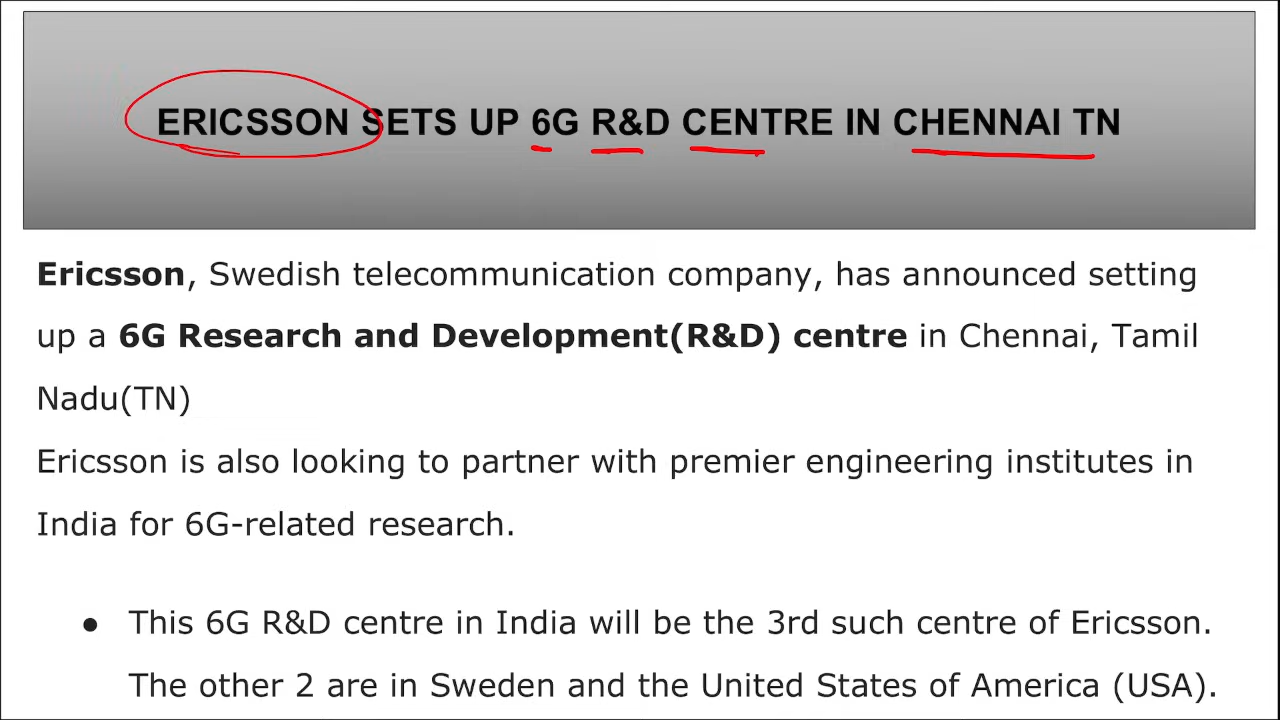 ERICSSON SETS UP 6G R&D CENTRE IN CHENNAI TN
Ericsson, Swedish telecommunication company, has announced setting
up a 6G Research and Development(R&D) centre in Chennai, Tamil
Nadu(TN)
Ericsson is also looking to partner with premier engineering institutes in
India for 6G-related research.
● This 6G R&D centre in India will be the 3rd such centre of Ericsson.
The other 2 are in Sweden and the United States of America (USA).